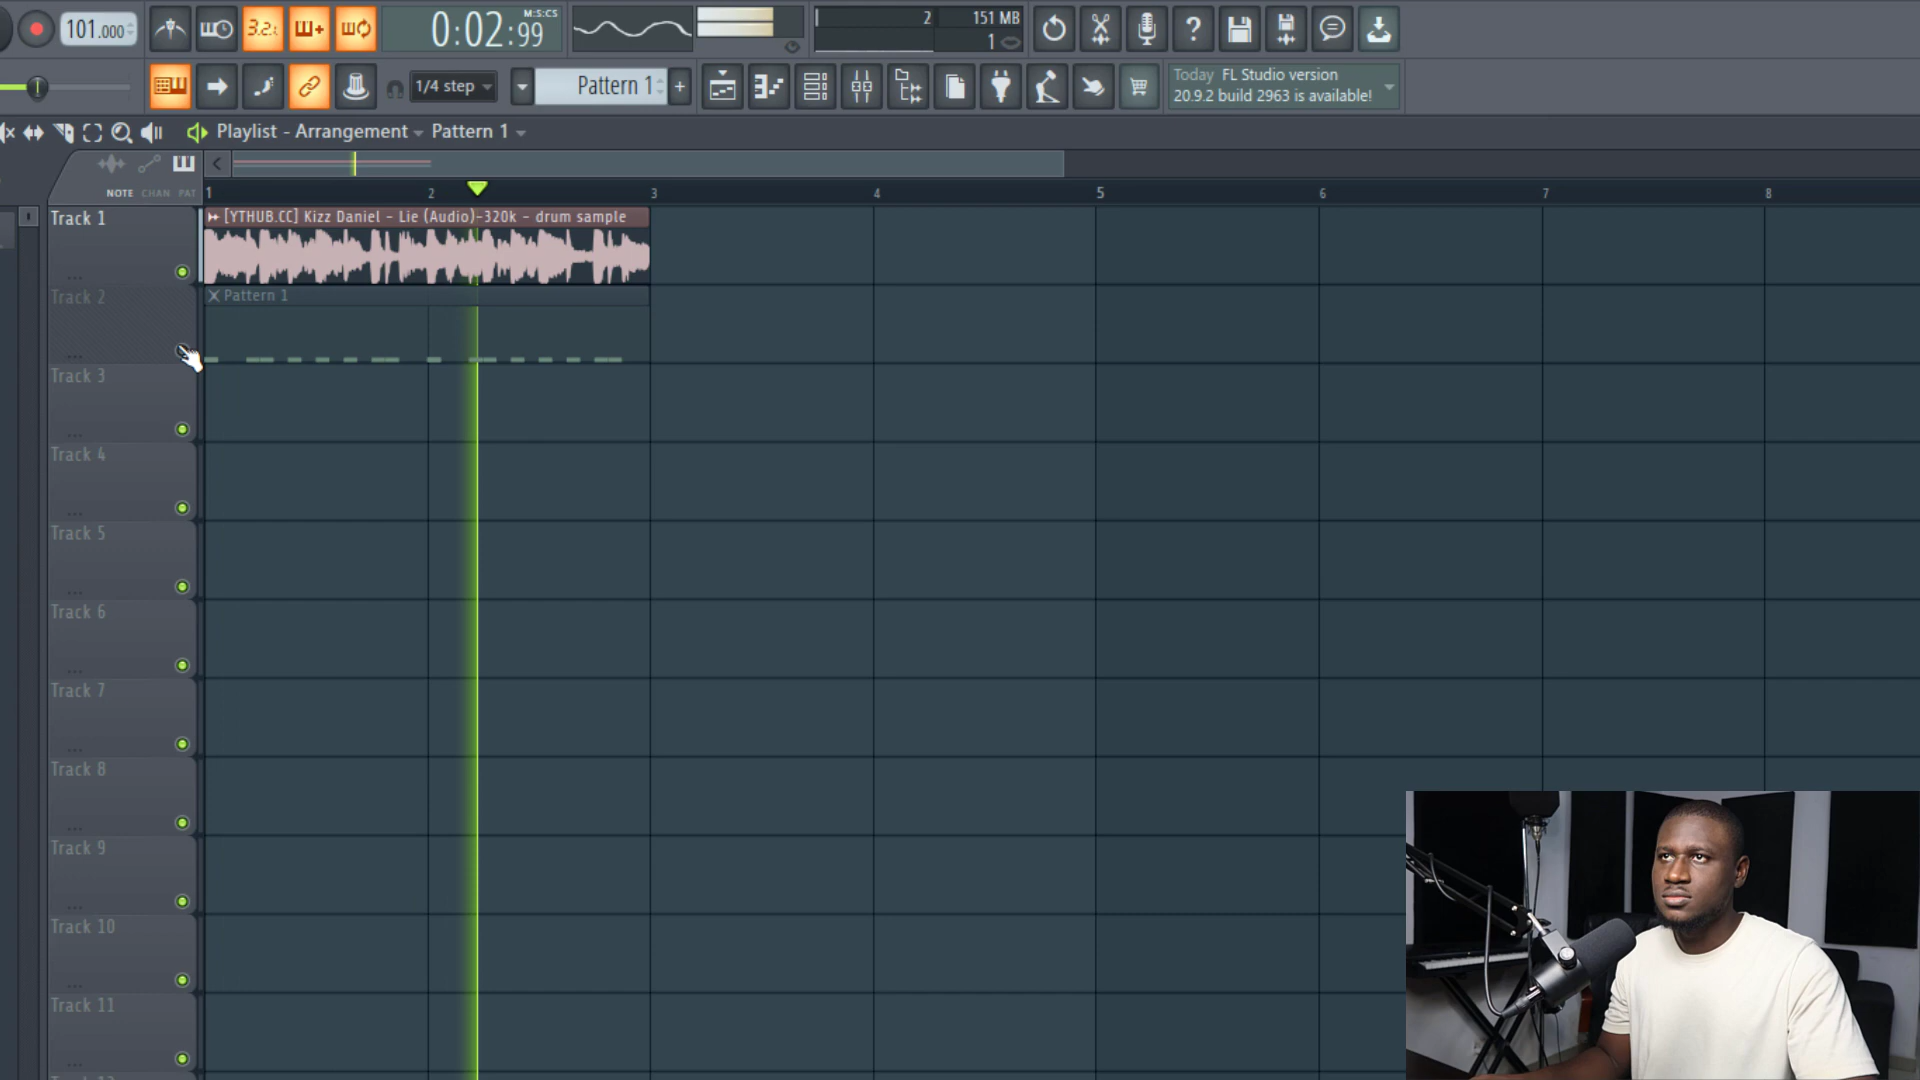 101.000
3.2.
0:02:99
M:S:CS
2
151 MB
1
1/4 step
Pattern 1
+
Today FL Studio version
20.9.2 build 2963 is available!
Playlist - Arrangement
Pattern 1
NOTE CHAN PAT
1 2 3 4 5 6 7 8
Track 1
[YTHUB.CC] Kizz Daniel - Lie (Audio)-320k - drum sample
Track 2
Pattern 1
Track 3
Track 4
Track 5
Track 6
Track 7
Track 8
Track 9
Track 10
Track 11